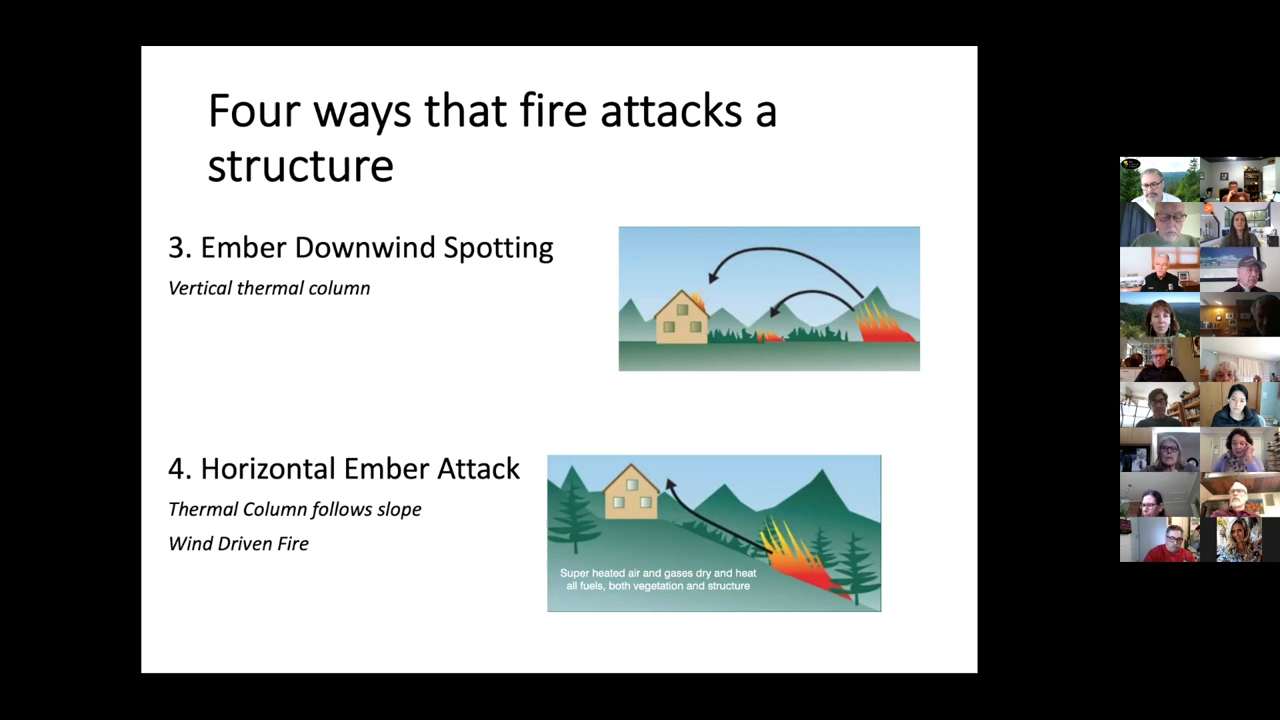 Four ways that fire attacks a
structure
3. Ember Downwind Spotting
Vertical thermal column
4. Horizontal Ember Attack
Thermal Column follows slope
Wind Driven Fire
Super heated air and gases dry and heat
all fuels, both vegetation and structure